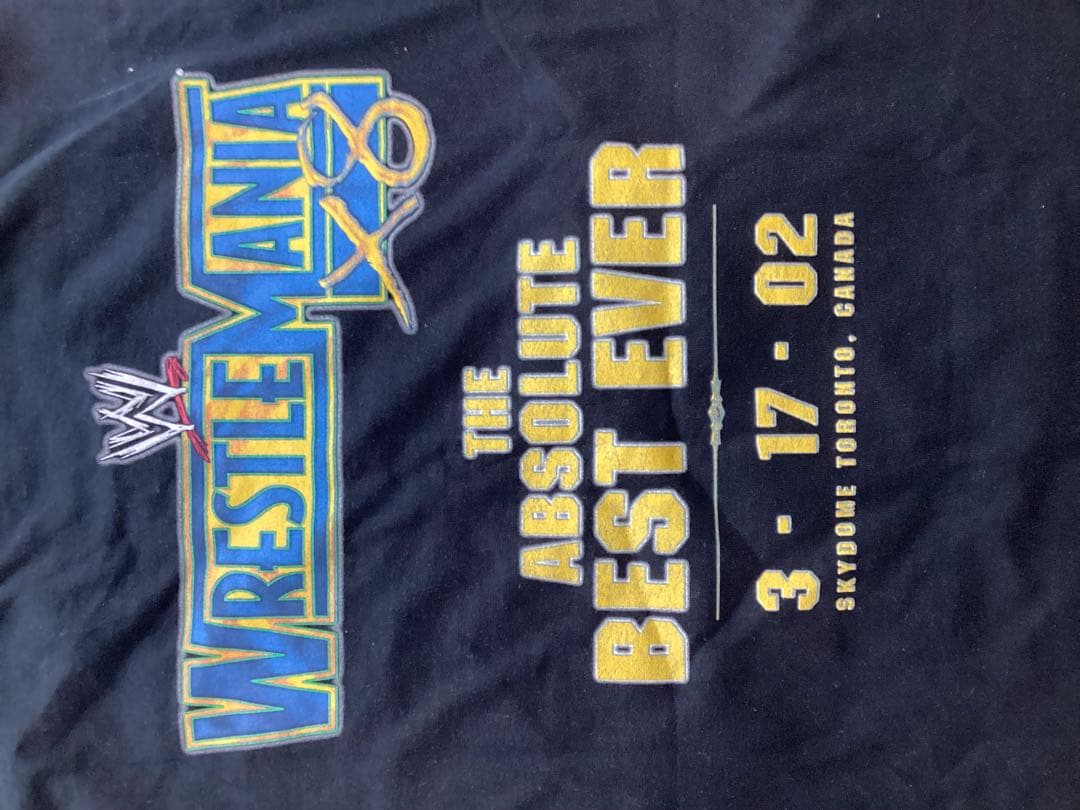 W
WRESTLEMANIA
X8
THE
ABSOLUTE
BEST EVER
3 - 17 - 02
SKYDOME TORONTO, CANADA